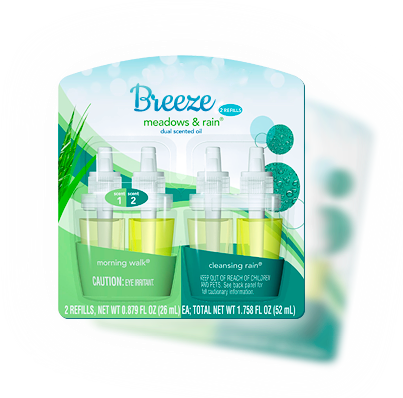 Breeze
2 REFILLS
meadows & rain®
dual scented oil
scent 1
scent 2
morning walk®
cleansing rain®
CAUTION: EYE IRRITANT
KEEP OUT OF REACH OF CHILDREN
AND PETS. See back panel for
full cautionary information.
2 REFILLS, NET WT 0.879 FL OZ (26 mL) EA; TOTAL NET WT 1.758 FL OZ (52 mL)